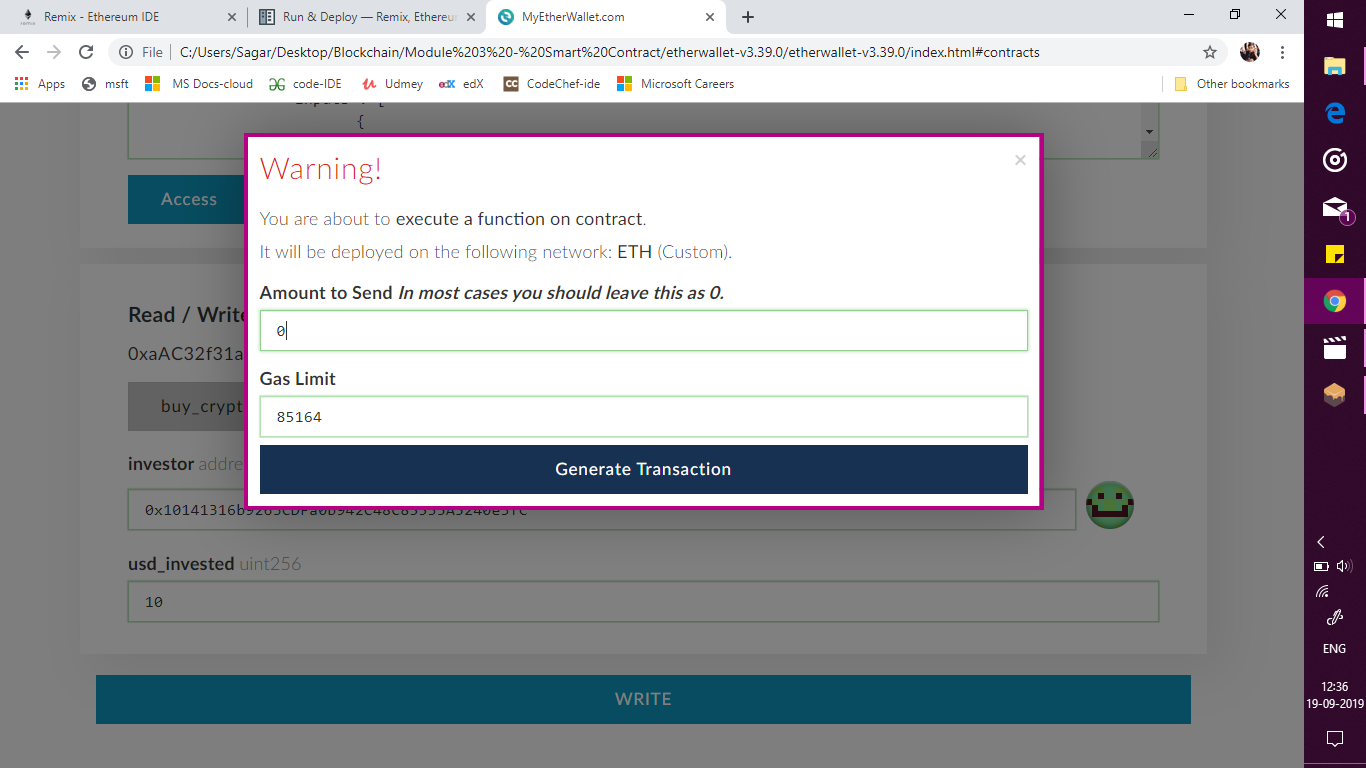 Remix - Ethereum IDE
Run & Deploy — Remix, Ethereu
MyEtherWallet.com
File
C:/Users/Sagar/Desktop/Blockchain/Module%203%20-%20Smart%20Contract/etherwallet-v3.39.0/etherwallet-v3.39.0/index.html#contracts
Apps
msft
MS Docs-cloud
code-IDE
Udmey
edX
CC CodeChef-ide
Microsoft Careers
Other bookmarks
{
Access
Warning!
You are about to execute a function on contract.
It will be deployed on the following network: ETH (Custom).
Amount to Send In most cases you should leave this as 0.
0
Gas Limit
85164
Generate Transaction
Read / Write
0xaAC32f31a
buy_crypt
investor addre
usd_invested uint256
10
WRITE
1
ENG
12:36
19-09-2019